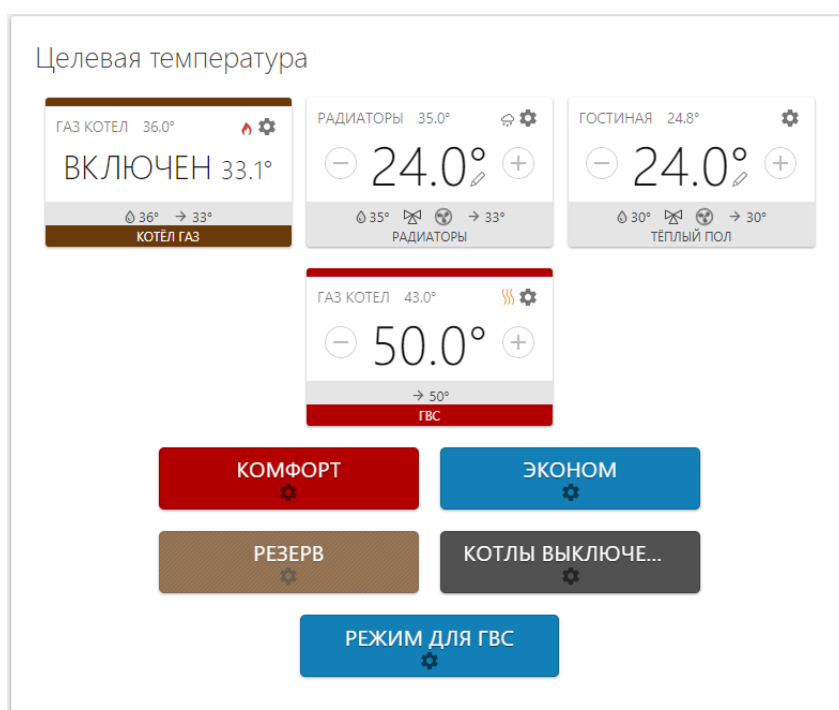 Целевая температура
ГАЗ КОТЕЛ 36.0°
ВКЛЮЧЕН 33.1°
36° → 33°
КОТЁЛ ГАЗ
РАДИАТОРЫ 35.0°
24.0°
35° → 33°
РАДИАТОРЫ
ГОСТИНАЯ 24.8°
24.0°
30° → 30°
ТЁПЛЫЙ ПОЛ
ГАЗ КОТЕЛ 43.0°
50.0°
→ 50°
ГВС
КОМФОРТ
ЭКОНОМ
РЕЗЕРВ
КОТЛЫ ВЫКЛЮЧЕ...
РЕЖИМ ДЛЯ ГВС